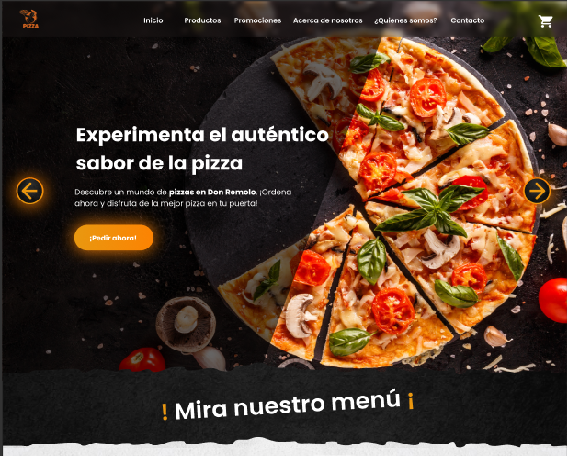 PIZZA
Inicio Productos Promociones Acerca de nosotros ¿Quienes somos? Contacto
Experimenta el auténtico
sabor de la pizza
Descubre un mundo de pizzas en Don Remolo. ¡Ordena
ahora y disfruta de la mejor pizza en tu puerta!
¡Pedir ahora!
! Mira nuestro menú ¡